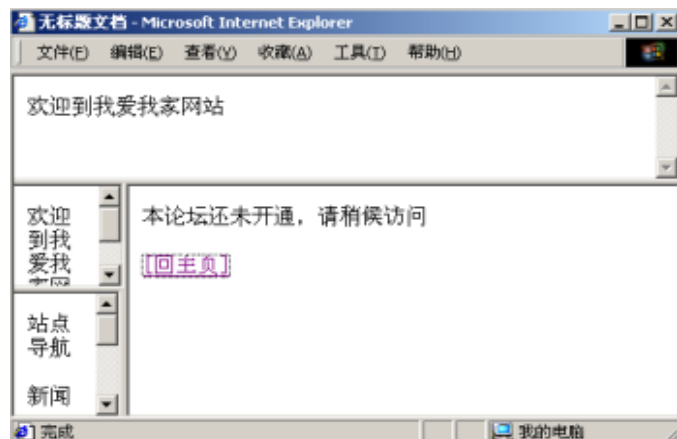 无标题文档 - Microsoft Internet Explorer
文件(F) 编辑(E) 查看(V) 收藏(A) 工具(T) 帮助(H)
欢迎到我爱我家网站
欢迎
到我
爱我
家网
本论坛还未开通，请稍候访问
[回主页]
站点
导航
新闻
完成
我的电脑